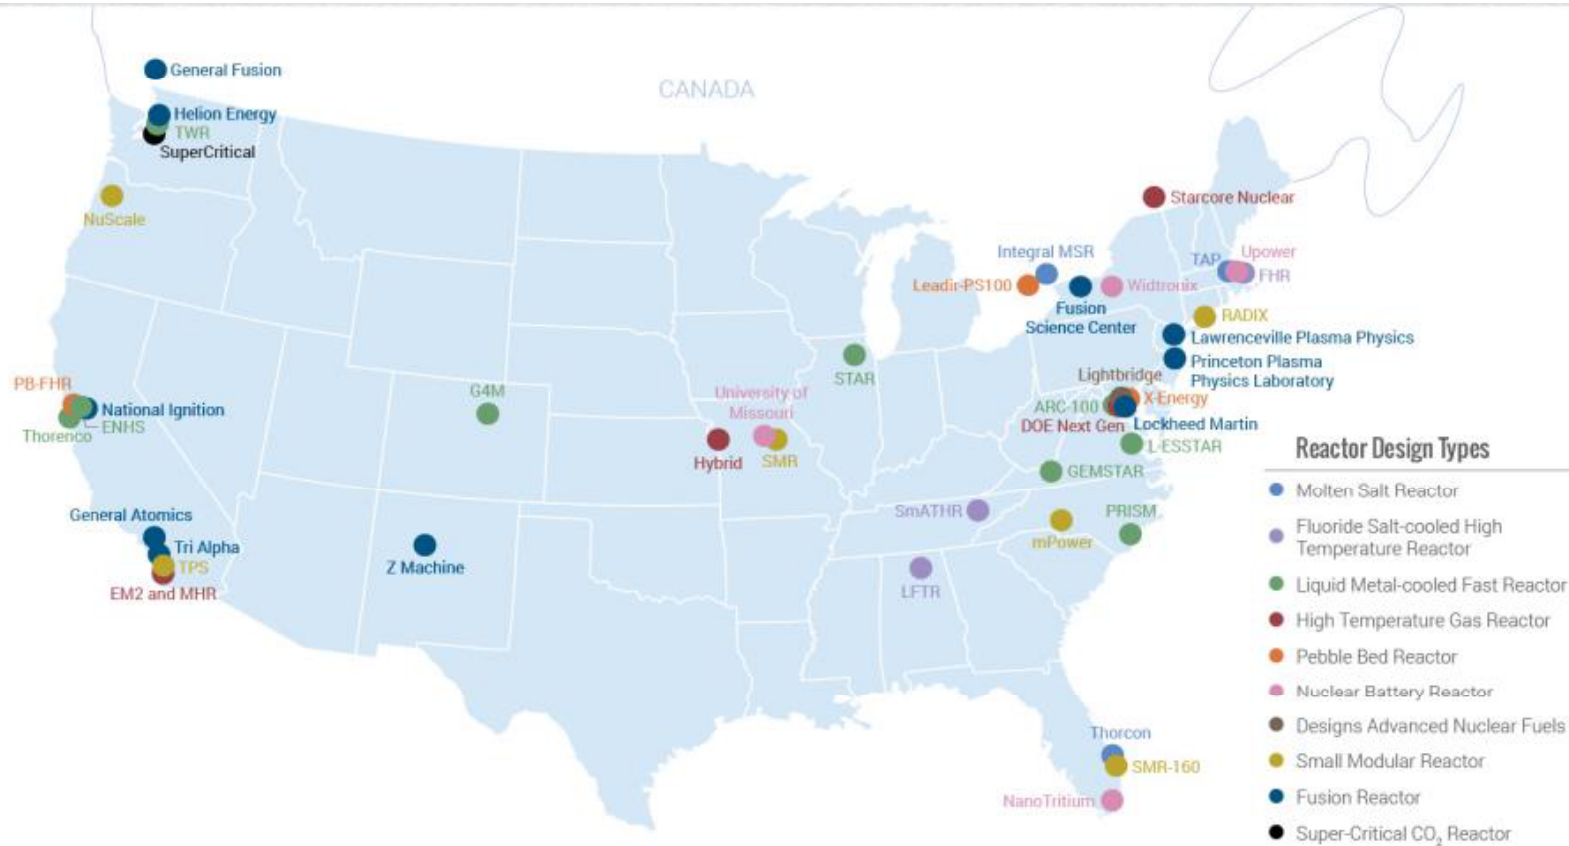 CANADA
General Fusion
Helion Energy
TWR
SuperCritical
NuScale
Starcore Nuclear
Integral MSR
Leadir-PS100
Fusion
Science Center
Widtronix
TAP
Upower
FHR
RADIX
Lawrenceville Plasma Physics
Princeton Plasma
Physics Laboratory
STAR
Lightbridge
X-Energy
ARC-100
DOE Next Gen
Lockheed Martin
L-ESSTAR
GEMSTAR
PB-FHR
National Ignition
ENHS
Thorenco
G4M
University of
Missouri
Hybrid
SMR
General Atomics
Tri Alpha
TPS
EM2 and MHR
Z Machine
SmATHR
LFTR
mPower
PRISM
Thorcon
SMR-160
NanoTritium
Reactor Design Types
Molten Salt Reactor
Fluoride Salt-cooled High
Temperature Reactor
Liquid Metal-cooled Fast Reactor
High Temperature Gas Reactor
Pebble Bed Reactor
Nuclear Battery Reactor
Designs Advanced Nuclear Fuels
Small Modular Reactor
Fusion Reactor
Super-Critical CO₂ Reactor